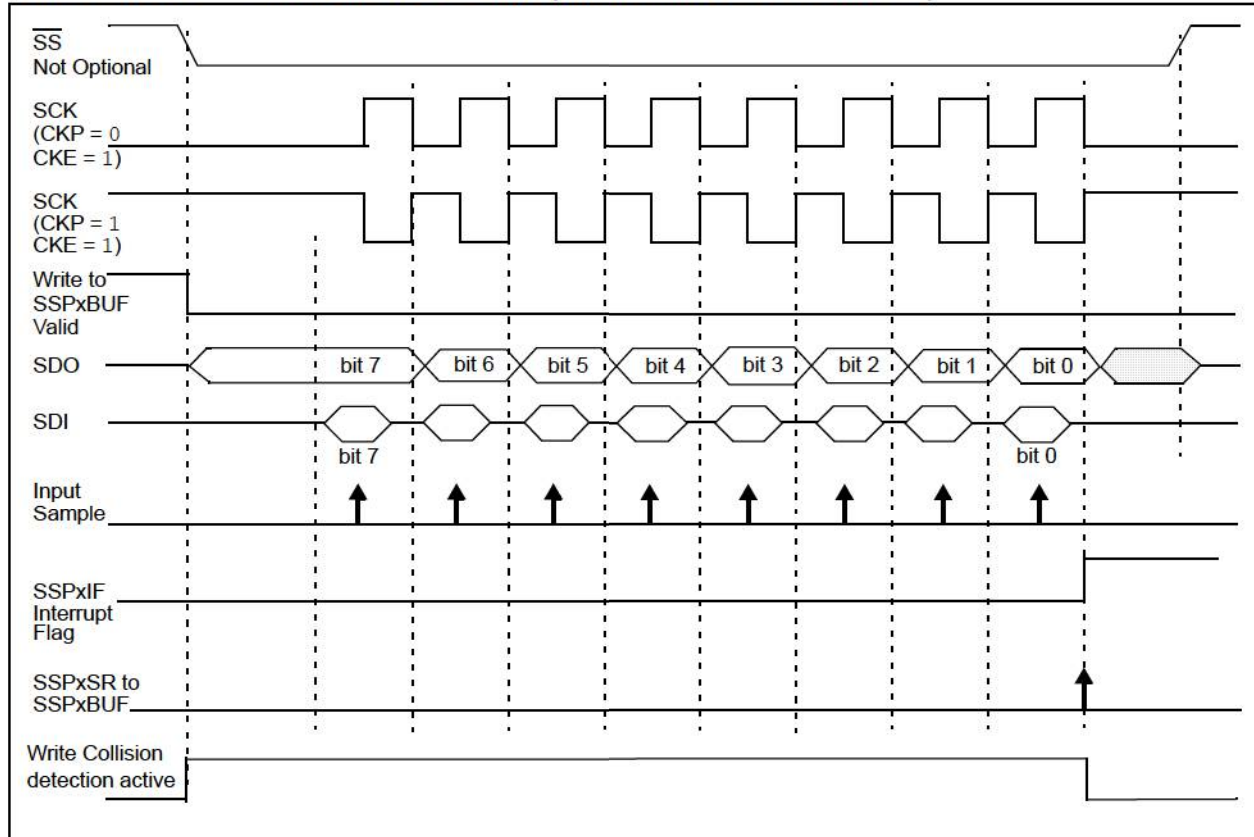 SS
Not Optional
SCK
(CKP = 0
CKE = 1)
SCK
(CKP = 1
CKE = 1)
Write to
SSPxBUF
Valid
SDO
bit 7
bit 6
bit 5
bit 4
bit 3
bit 2
bit 1
bit 0
SDI
bit 7
bit 0
Input
Sample
SSPxIF
Interrupt
Flag
SSPxSR to
SSPxBUF
Write Collision
detection active